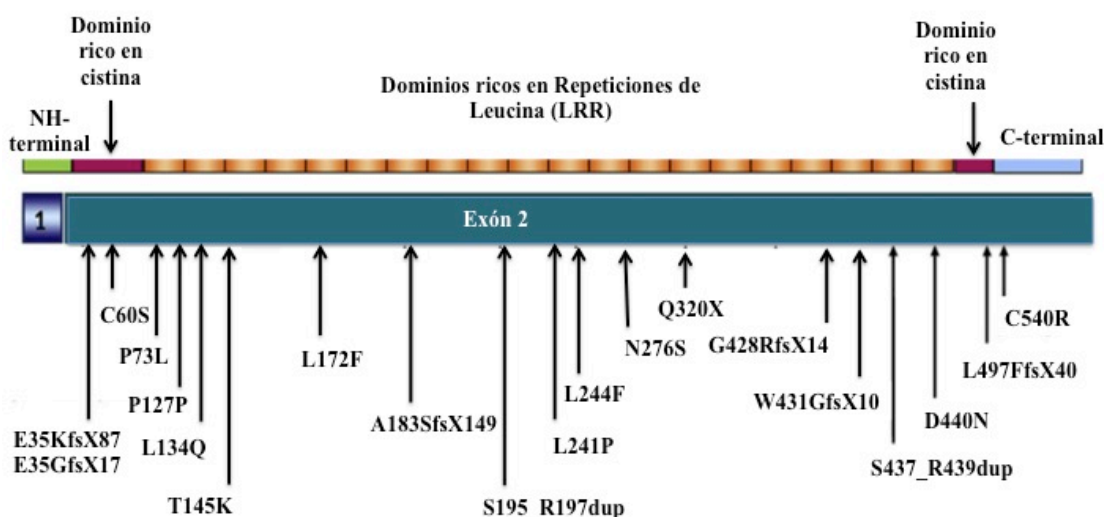 Dominio
rico en
cistina
Dominios ricos en Repeticiones de
Leucina (LRR)
Dominio
rico en
cistina
NH-
terminal
C-terminal
1
Exón 2
C60S
P73L
P127P
L134Q
E35KfsX87
E35GfsX17
T145K
L172F
A183SfsX149
S195_R197dup
L241P
L244F
N276S
Q320X
G428RfsX14
W431GfsX10
S437_R439dup
D440N
L497FfsX40
C540R